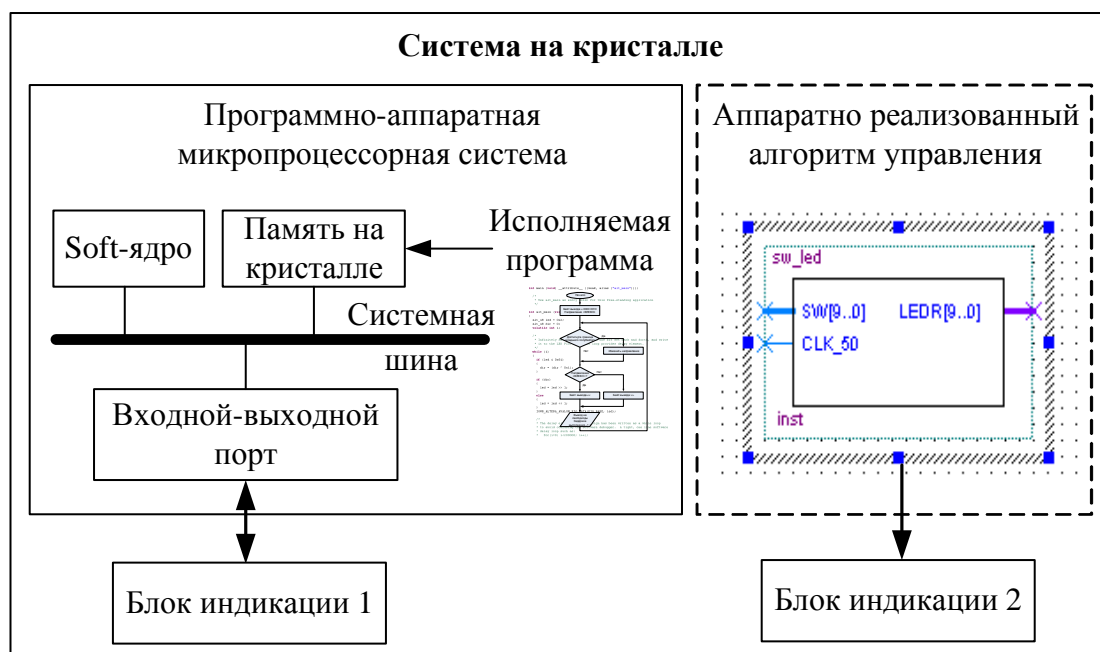 Система на кристалле
Программно-аппаратная
микропроцессорная система
Soft-ядро
Память на
кристалле
Исполняемая
программа
Системная
шина
Входной-выходной
порт
Блок индикации 1
Аппаратно реализованный
алгоритм управления
sw_led
SW[9..0] LEDR[9..0]
CLK_50
inst
Блок индикации 2